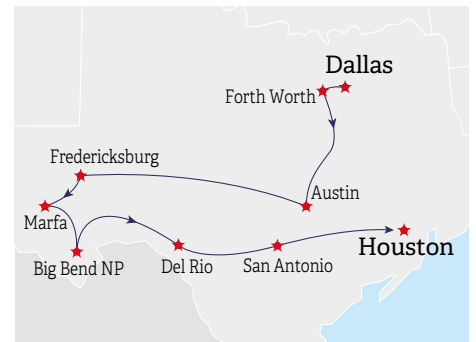 Dallas
Forth Worth
Fredericksburg
Austin
Marfa
Houston
Big Bend NP
Del Rio
San Antonio